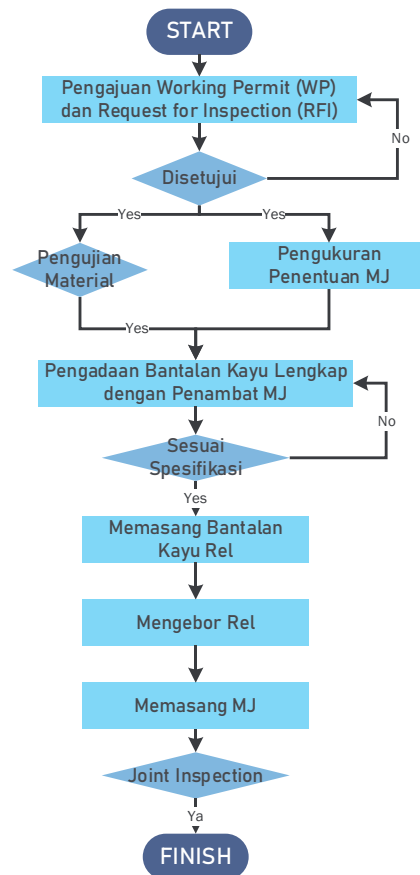 START
Pengajuan Working Permit (WP)
dan Request for Inspection (RFI)
No
Disetujui
Yes
Yes
Pengujian
Material
Pengukuran
Penentuan MJ
Yes
Pengadaan Bantalan Kayu Lengkap
dengan Penambat MJ
No
Sesuai
Spesifikasi
Yes
Memasang Bantalan
Kayu Rel
Mengebor Rel
Memasang MJ
Joint Inspection
Ya
FINISH